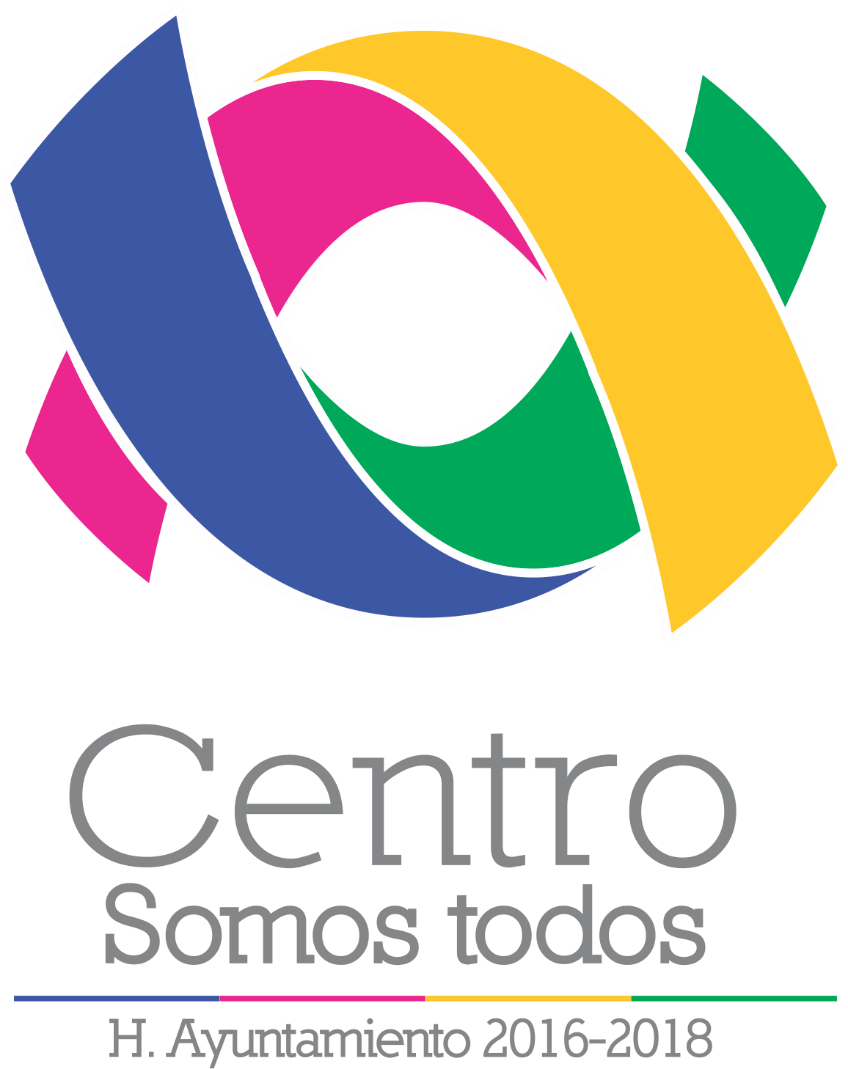 Centro
Somos todos
H. Ayuntamiento 2016-2018